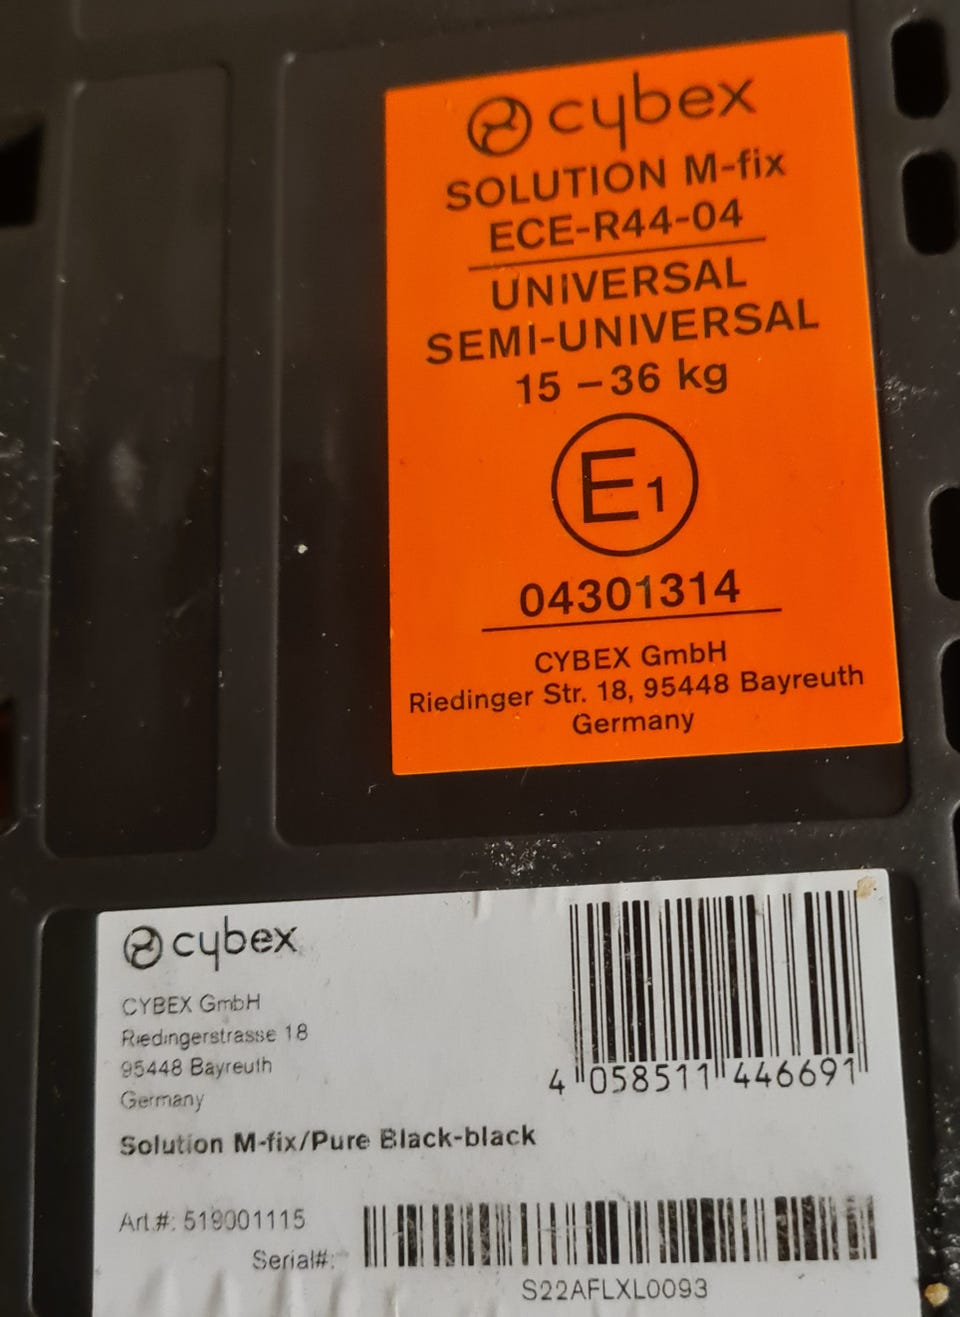 cybex
SOLUTION M-fix
ECE-R44-04
UNIVERSAL
SEMI-UNIVERSAL
15 – 36 kg
E1
04301314
CYBEX GmbH
Riedinger Str. 18, 95448 Bayreuth
Germany
cybex
CYBEX GmbH
Riedingerstrasse 18
95448 Bayreuth
Germany
4 058511 446691
Solution M-fix/Pure Black-black
Art.#: 519001115
Serial#:
S22AFLXL0093